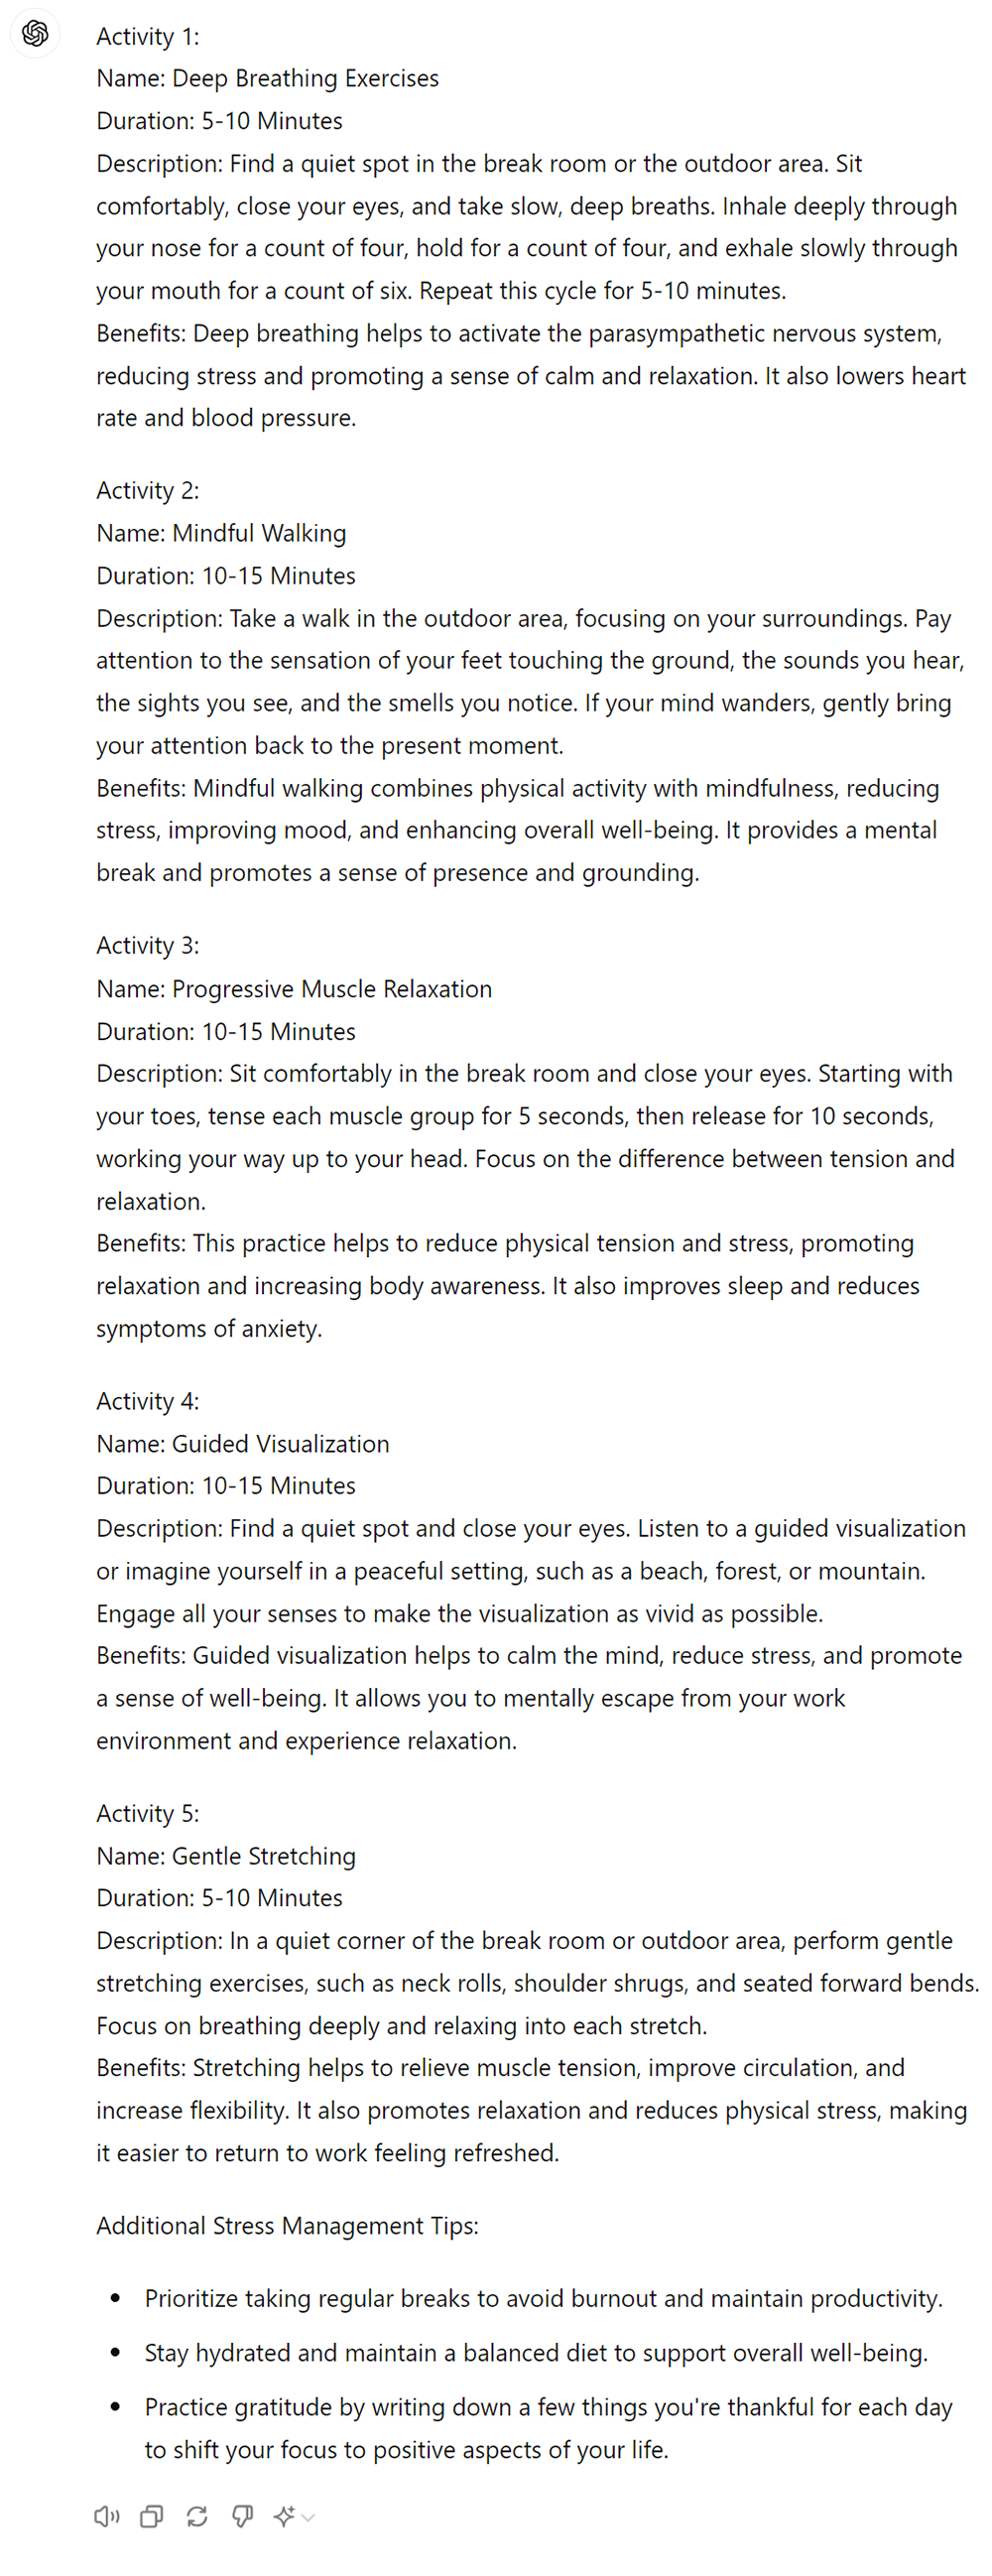 Activity 1:
Name: Deep Breathing Exercises
Duration: 5-10 Minutes
Description: Find a quiet spot in the break room or the outdoor area. Sit
comfortably, close your eyes, and take slow, deep breaths. Inhale deeply through
your nose for a count of four, hold for a count of four, and exhale slowly through
your mouth for a count of six. Repeat this cycle for 5-10 minutes.
Benefits: Deep breathing helps to activate the parasympathetic nervous system,
reducing stress and promoting a sense of calm and relaxation. It also lowers heart
rate and blood pressure.
Activity 2:
Name: Mindful Walking
Duration: 10-15 Minutes
Description: Take a walk in the outdoor area, focusing on your surroundings. Pay
attention to the sensation of your feet touching the ground, the sounds you hear,
the sights you see, and the smells you notice. If your mind wanders, gently bring
your attention back to the present moment.
Benefits: Mindful walking combines physical activity with mindfulness, reducing
stress, improving mood, and enhancing overall well-being. It provides a mental
break and promotes a sense of presence and grounding.
Activity 3:
Name: Progressive Muscle Relaxation
Duration: 10-15 Minutes
Description: Sit comfortably in the break room and close your eyes. Starting with
your toes, tense each muscle group for 5 seconds, then release for 10 seconds,
working your way up to your head. Focus on the difference between tension and
relaxation.
Benefits: This practice helps to reduce physical tension and stress, promoting
relaxation and increasing body awareness. It also improves sleep and reduces
symptoms of anxiety.
Activity 4:
Name: Guided Visualization
Duration: 10-15 Minutes
Description: Find a quiet spot and close your eyes. Listen to a guided visualization
or imagine yourself in a peaceful setting, such as a beach, forest, or mountain.
Engage all your senses to make the visualization as vivid as possible.
Benefits: Guided visualization helps to calm the mind, reduce stress, and promote
a sense of well-being. It allows you to mentally escape from your work
environment and experience relaxation.
Activity 5:
Name: Gentle Stretching
Duration: 5-10 Minutes
Description: In a quiet corner of the break room or outdoor area, perform gentle
stretching exercises, such as neck rolls, shoulder shrugs, and seated forward bends.
Focus on breathing deeply and relaxing into each stretch.
Benefits: Stretching helps to relieve muscle tension, improve circulation, and
increase flexibility. It also promotes relaxation and reduces physical stress, making
it easier to return to work feeling refreshed.
Additional Stress Management Tips:
• Prioritize taking regular breaks to avoid burnout and maintain productivity.
• Stay hydrated and maintain a balanced diet to support overall well-being.
• Practice gratitude by writing down a few things you're thankful for each day
to shift your focus to positive aspects of your life.